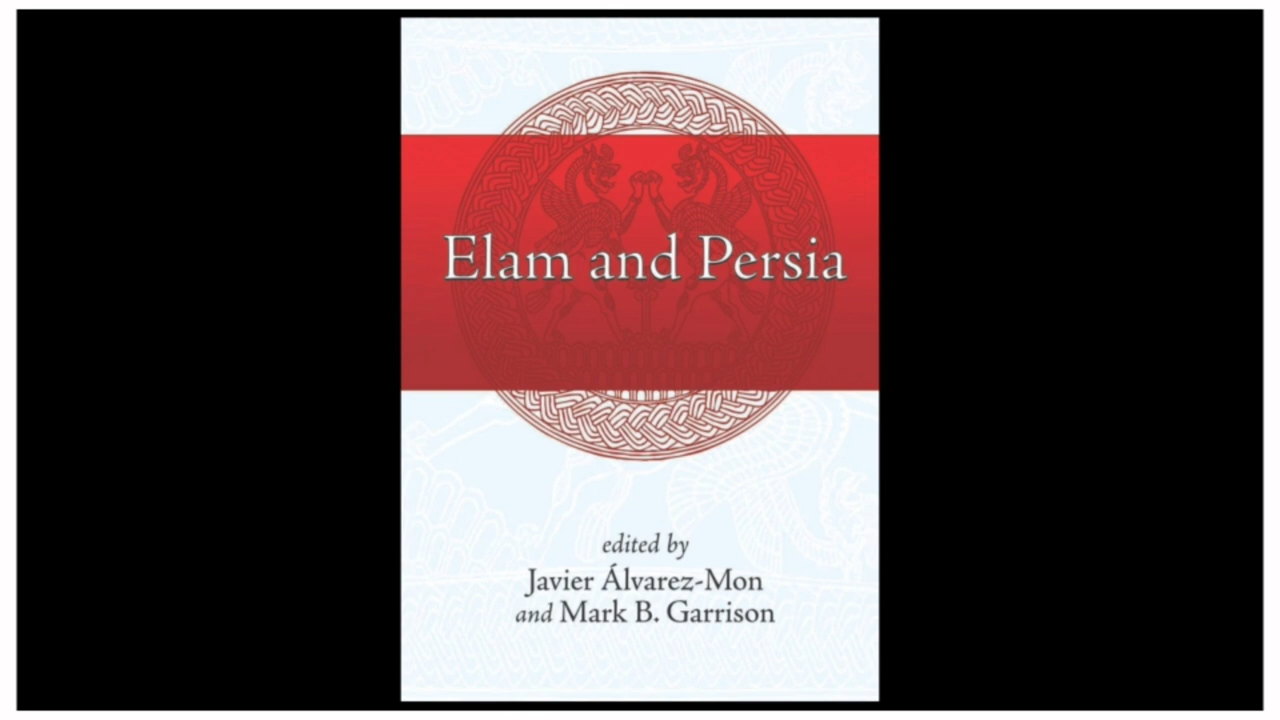 Elam and Persia
edited by
Javier Álvarez-Mon
and Mark B. Garrison